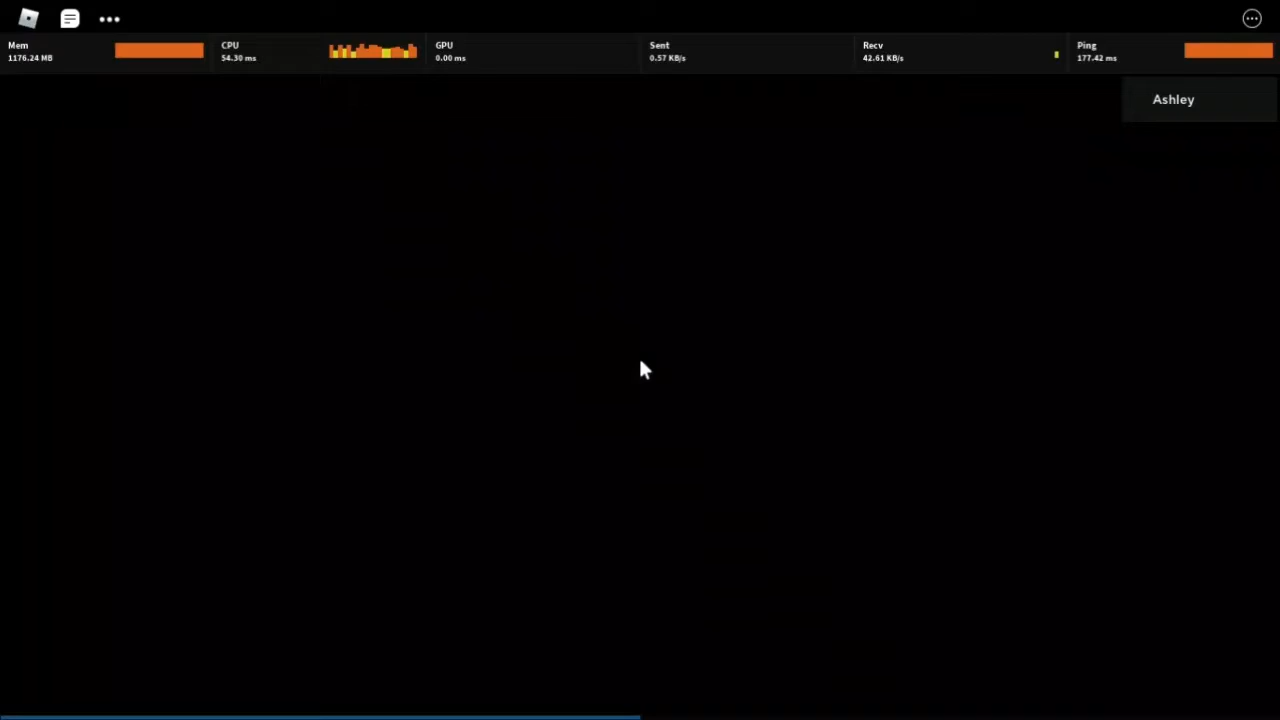 Mem
1176.24 MB
CPU
54.30 ms
GPU
0.00 ms
Sent
0.57 KB/s
Recv
42.61 KB/s
Ping
177.42 ms
Ashley